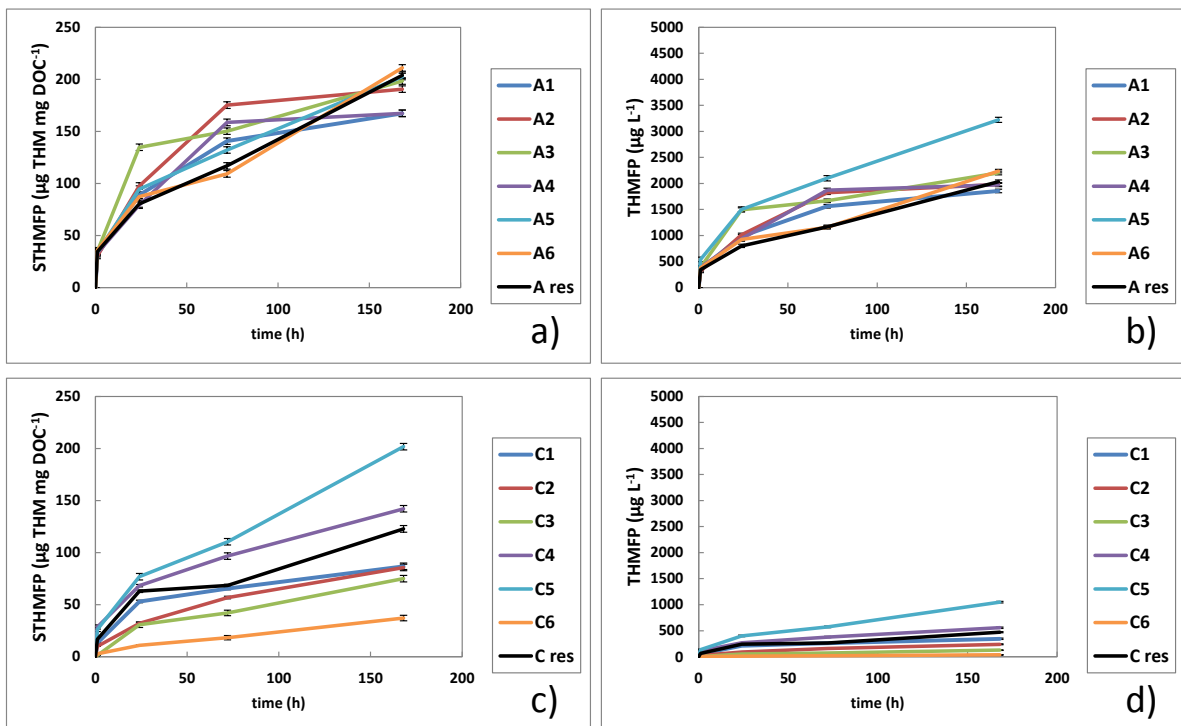 STHMFP (µg THM mg DOC⁻¹)
250
200
150
100
50
0
0 50 100 150 200
time (h)
A1
A2
A3
A4
A5
A6
A res
a)
THMFP (µg L⁻¹)
5000
4500
4000
3500
3000
2500
2000
1500
1000
500
0
0 50 100 150 200
time (h)
A1
A2
A3
A4
A5
A6
A res
b)
STHMFP (µg THM mg DOC⁻¹)
250
200
150
100
50
0
0 50 100 150 200
time (h)
C1
C2
C3
C4
C5
C6
C res
c)
THMFP (µg L⁻¹)
5000
4500
4000
3500
3000
2500
2000
1500
1000
500
0
0 50 100 150 200
time (h)
C1
C2
C3
C4
C5
C6
C res
d)